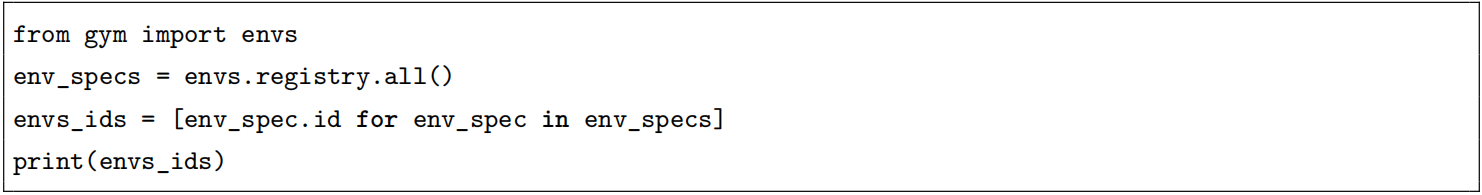 from gym import envs
env_specs = envs.registry.all()
envs_ids = [env_spec.id for env_spec in env_specs]
print(envs_ids)